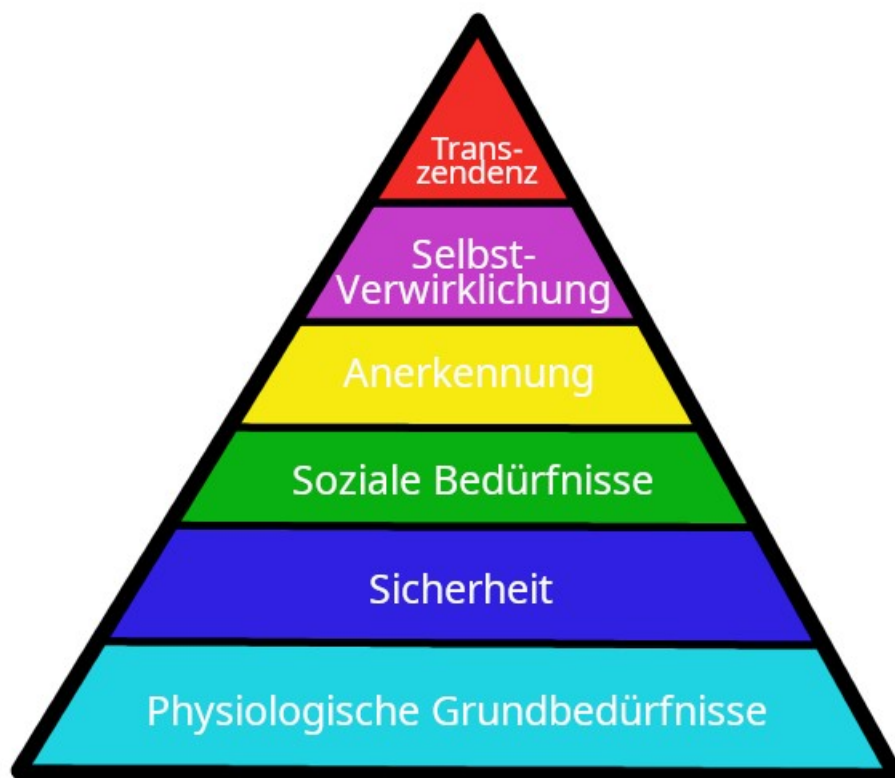 Trans-
zendenz
Selbst-
Verwirklichung
Anerkennung
Soziale Bedürfnisse
Sicherheit
Physiologische Grundbedürfnisse